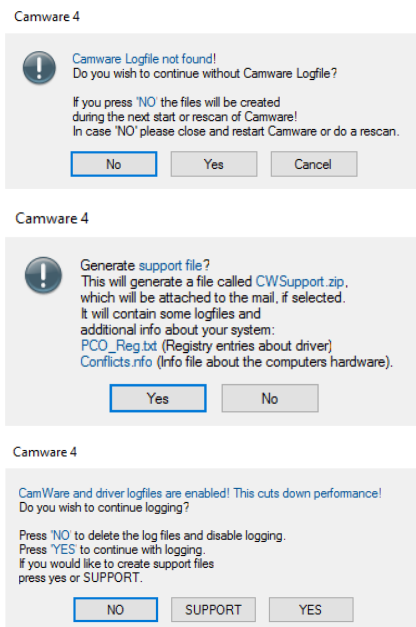 Camware 4
Camware Logfile not found!
Do you wish to continue without Camware Logfile?
If you press 'NO' the files will be created
during the next start or rescan of Camware!
In case 'NO' please close and restart Camware or do a rescan.
No Yes Cancel
Camware 4
Generate support file?
This will generate a file called CWSupport.zip,
which will be attached to the mail, if selected.
It will contain some logfiles and
additional info about your system:
PCO_Reg.txt (Registry entries about driver)
Conflicts.nfo (Info file about the computers hardware).
Yes No
Camware 4
CamWare and driver logfiles are enabled! This cuts down performance!
Do you wish to continue logging?
Press 'NO' to delete the log files and disable logging.
Press 'YES' to continue with logging.
If you would like to create support files
press yes or SUPPORT.
NO SUPPORT YES